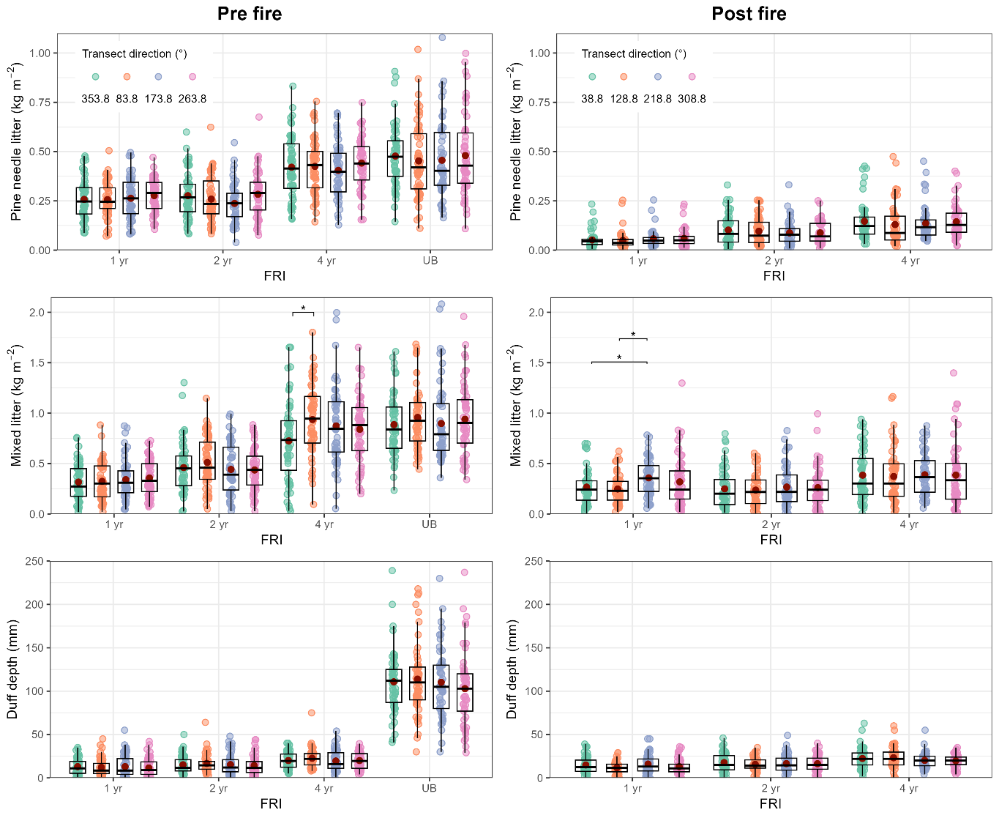 Pre fire
Post fire
Pine needle litter (kg m⁻²)
1.00
0.75
0.50
0.25
0.00
Transect direction (°)
353.8 83.8 173.8 263.8
1 yr 2 yr 4 yr UB
FRI
Pine needle litter (kg m⁻²)
1.00
0.75
0.50
0.25
0.00
Transect direction (°)
38.8 128.8 218.8 308.8
1 yr 2 yr 4 yr
FRI
Mixed litter (kg m⁻²)
2.0
1.5
1.0
0.5
0.0
*
1 yr 2 yr 4 yr UB
FRI
Mixed litter (kg m⁻²)
2.0
1.5
1.0
0.5
0.0
*
*
1 yr 2 yr 4 yr
FRI
Duff depth (mm)
250
200
150
100
50
0
1 yr 2 yr 4 yr UB
FRI
Duff depth (mm)
250
200
150
100
50
0
1 yr 2 yr 4 yr
FRI